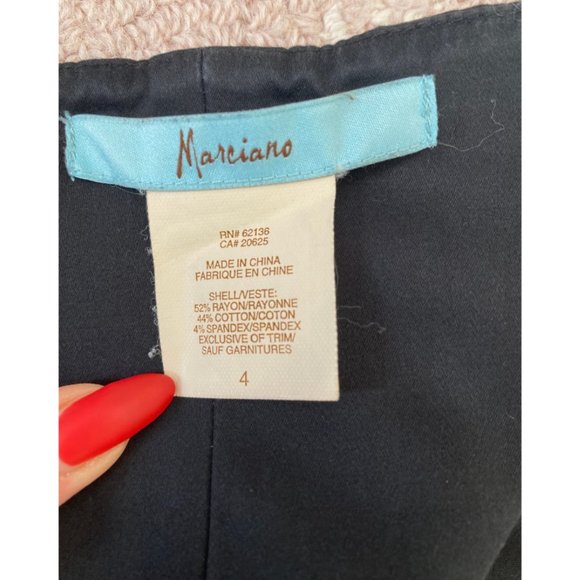 Marciano
RN# 62136
CA# 20625
MADE IN CHINA
FABRIQUE EN CHINE
SHELL/VESTE:
52% RAYON/RAYONNE
44% COTTON/COTON
4% SPANDEX/SPANDEX
EXCLUSIVE OF TRIM/
SAUF GARNITURES
4